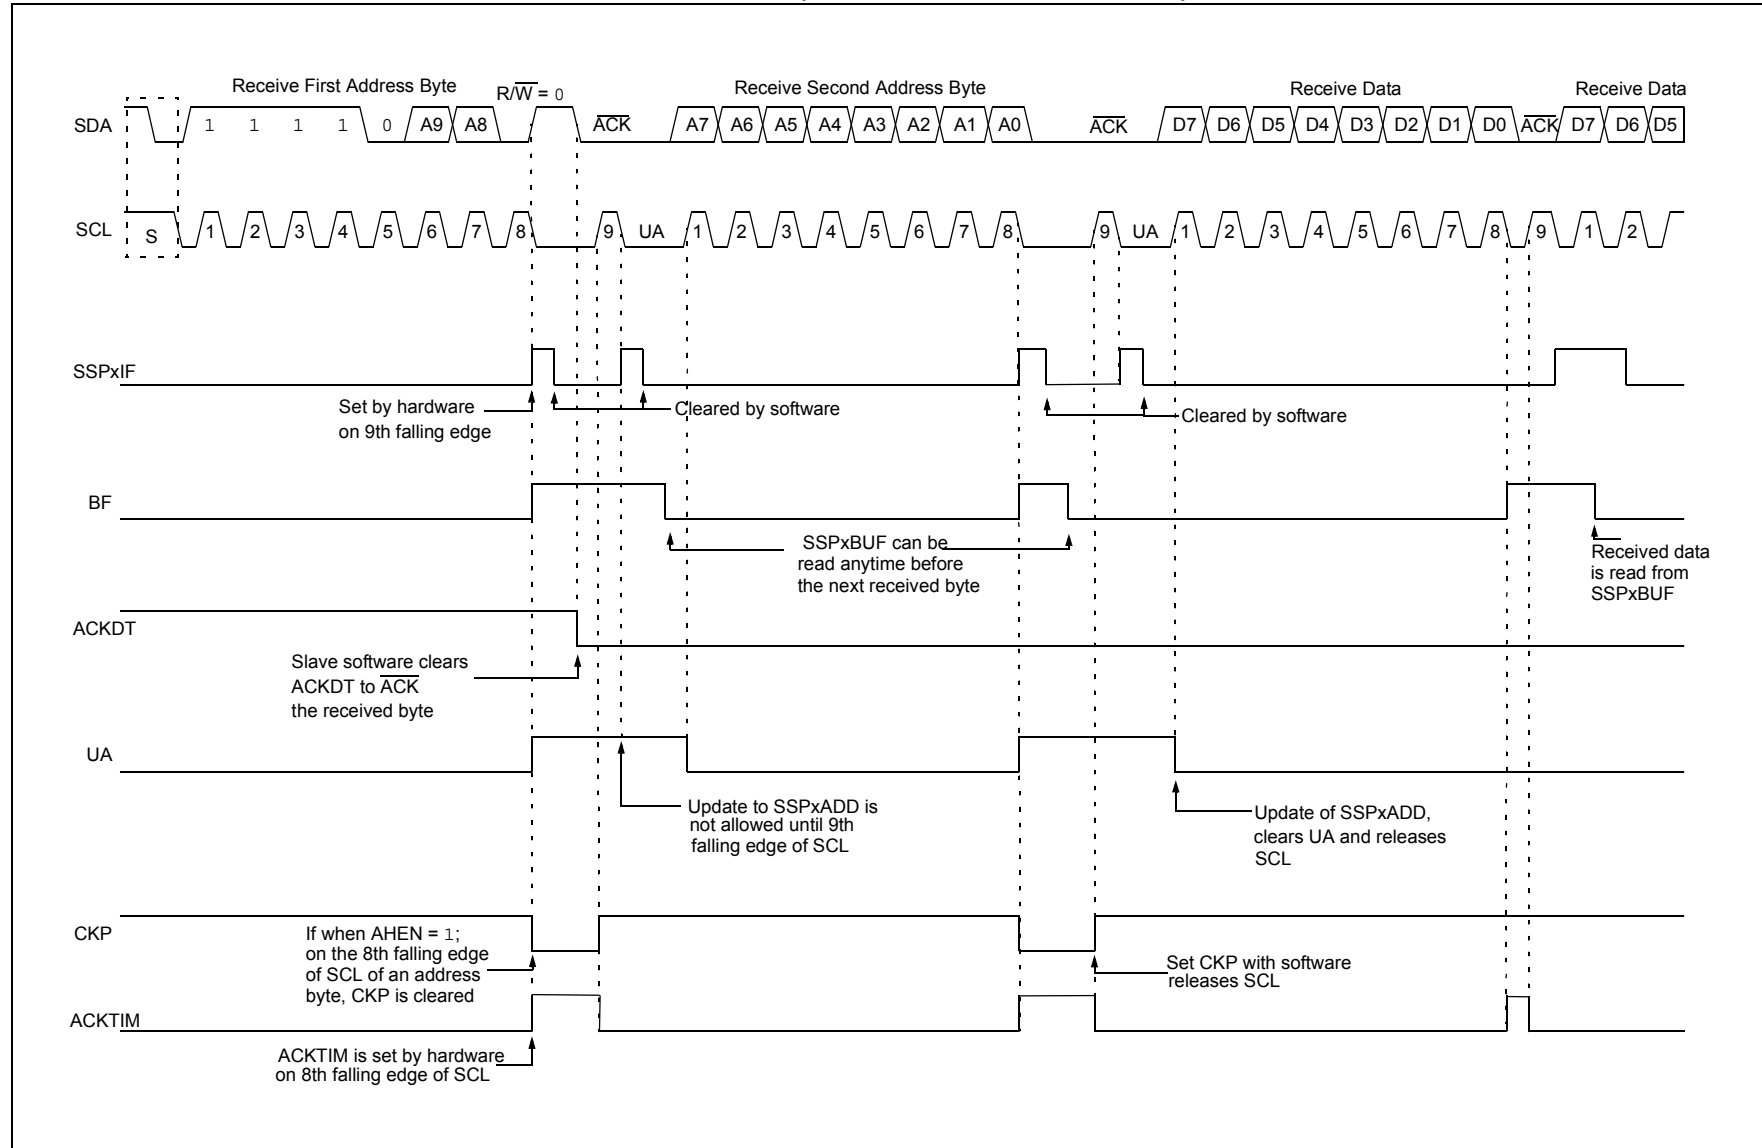 Receive First Address Byte
R/W = 0
Receive Second Address Byte
Receive Data
Receive Data
SDA
1 1 1 1 0 A9 A8 ACK A7 A6 A5 A4 A3 A2 A1 A0 ACK D7 D6 D5 D4 D3 D2 D1 D0 ACK D7 D6 D5
SCL
S 1 2 3 4 5 6 7 8 9 UA 1 2 3 4 5 6 7 8 9 UA 1 2 3 4 5 6 7 8 9 1 2
SSPxIF
Set by hardware
on 9th falling edge
Cleared by software
Cleared by software
BF
SSPxBUF can be
read anytime before
the next received byte
Received data
is read from
SSPxBUF
ACKDT
Slave software clears
ACKDT to ACK
the received byte
UA
Update to SSPxADD is
not allowed until 9th
falling edge of SCL
Update of SSPxADD,
clears UA and releases
SCL
CKP
If when AHEN = 1;
on the 8th falling edge
of SCL of an address
byte, CKP is cleared
Set CKP with software
releases SCL
ACKTIM
ACKTIM is set by hardware
on 8th falling edge of SCL